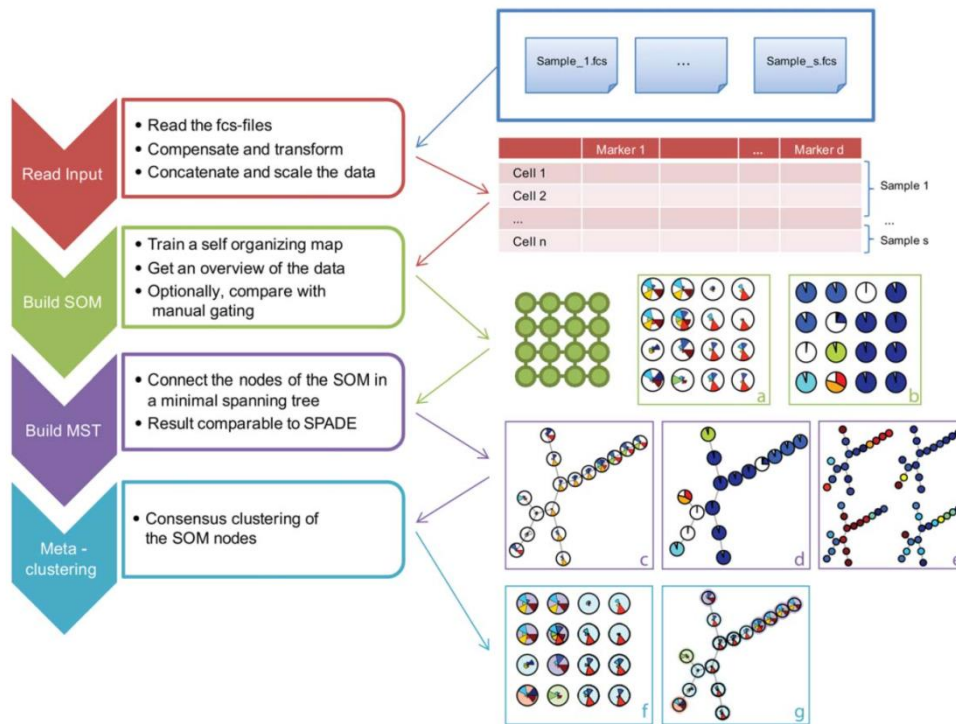 Sample_1.fcs
...
Sample_s.fcs
Read Input
• Read the fcs-files
• Compensate and transform
• Concatenate and scale the data
Marker 1 ... Marker d
Cell 1
Cell 2
...
Cell n
Sample 1
...
Sample s
Build SOM
• Train a self organizing map
• Get an overview of the data
• Optionally, compare with
manual gating
a
b
Build MST
• Connect the nodes of the SOM in
a minimal spanning tree
• Result comparable to SPADE
c
d
e
Meta -
clustering
• Consensus clustering of
the SOM nodes
f
g